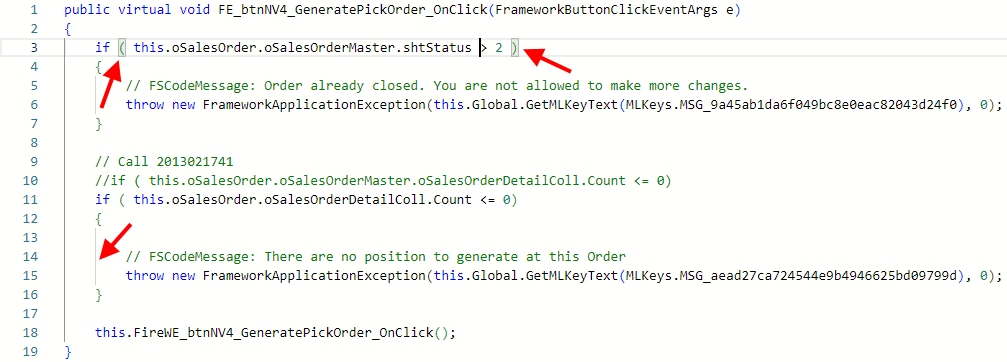 1 public virtual void FE_btnNV4_GeneratePickOrder_OnClick(FrameworkButtonClickEventArgs e)
2 {
3 if ( this.oSalesOrder.oSalesOrderMaster.shtStatus > 2 )
4 {
5 // FSCodeMessage: Order already closed. You are not allowed to make more changes.
6 throw new FrameworkApplicationException(this.Global.GetMLKeyText(MLKeys.MSG_9a45ab1da6f049bc8e0eac82043d24f0), 0);
7 }
8
9 // Call 2013021741
10 //if ( this.oSalesOrder.oSalesOrderMaster.oSalesOrderDetailColl.Count <= 0)
11 if ( this.oSalesOrder.oSalesOrderDetailColl.Count <= 0)
12 {
13
14 // FSCodeMessage: There are no position to generate at this Order
15 throw new FrameworkApplicationException(this.Global.GetMLKeyText(MLKeys.MSG_aead27ca724544e9b4946625bd09799d), 0);
16 }
17
18 this.FireWE_btnNV4_GeneratePickOrder_OnClick();
19 }